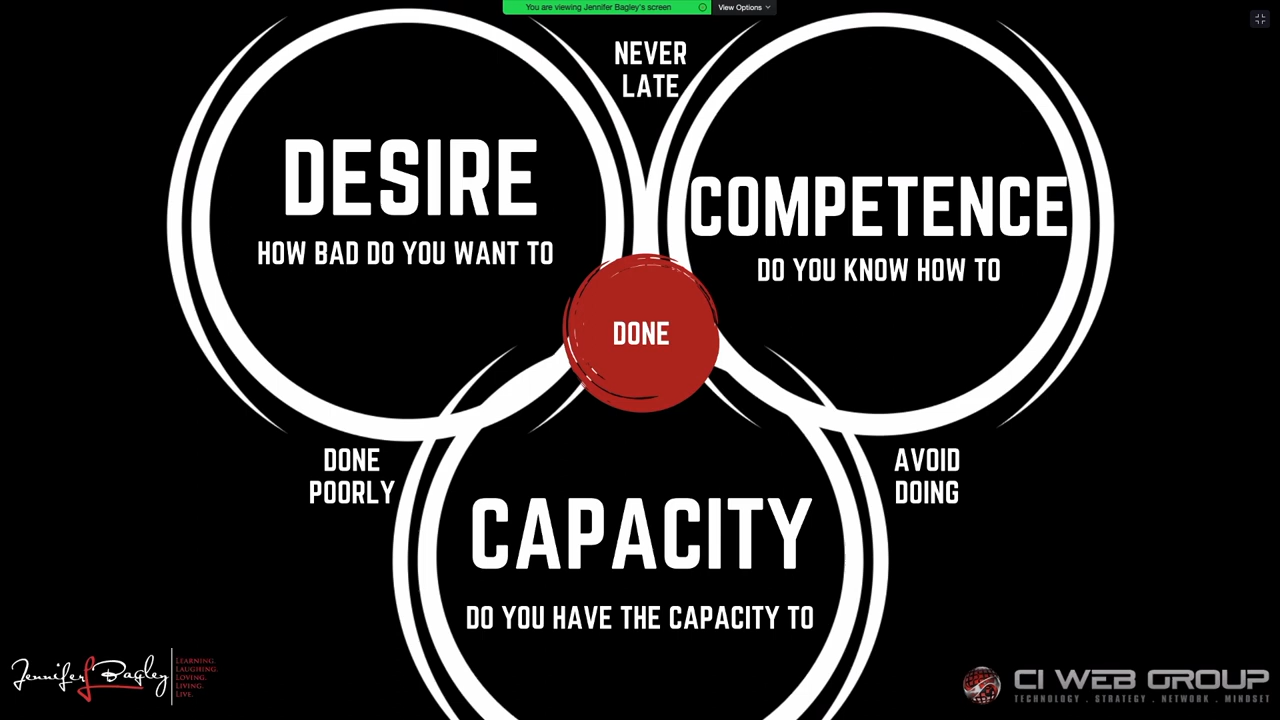 You are viewing Jennifer Bagley's screen
View Options
NEVER
LATE
DESIRE
HOW BAD DO YOU WANT TO
COMPETENCE
DO YOU KNOW HOW TO
DONE
DONE
POORLY
AVOID
DOING
CAPACITY
DO YOU HAVE THE CAPACITY TO
Jennifer L Bagley
LEARNING.
LAUGHING.
LOVING.
LIVING.
LIVE.
CI WEB GROUP
TECHNOLOGY . STRATEGY . NETWORK . MINDSET